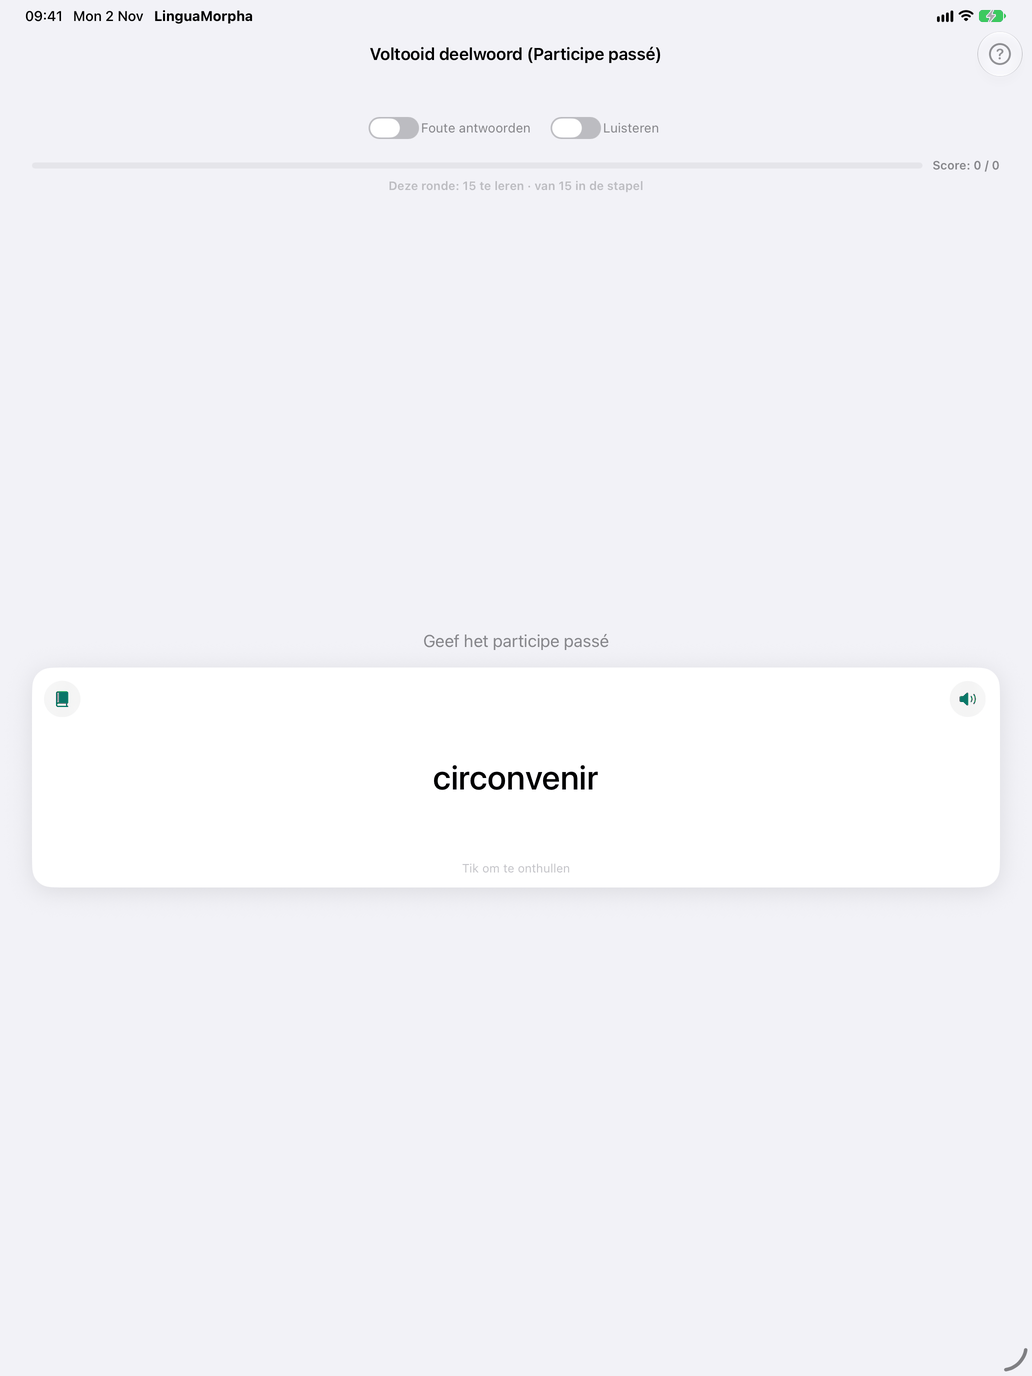 09:41 Mon 2 Nov LinguaMorpha
Voltooid deelwoord (Participe passé)
?
Foute antwoorden Luisteren
Score: 0 / 0
Deze ronde: 15 te leren · van 15 in de stapel
Geef het participe passé
circonvenir
Tik om te onthullen